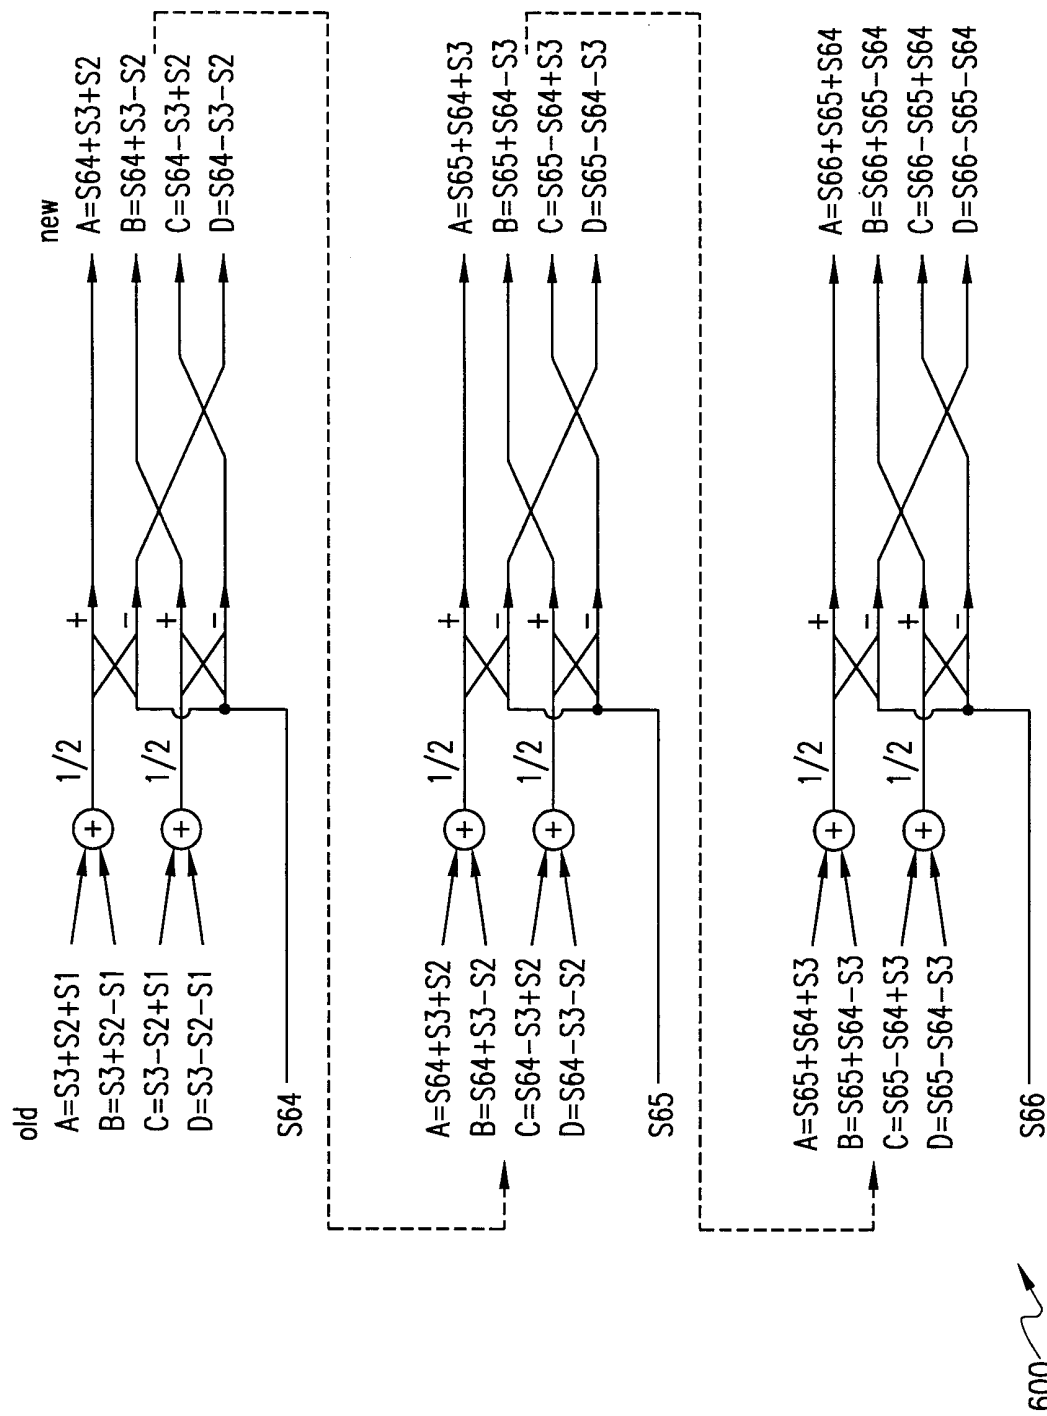 old
A=S3+S2+S1
B=S3+S2-S1
C=S3-S2+S1
D=S3-S2-S1
S64
+
+
1/2
1/2
+
-
+
-
new
A=S64+S3+S2
B=S64+S3-S2
C=S64-S3+S2
D=S64-S3-S2
A=S64+S3+S2
B=S64+S3-S2
C=S64-S3+S2
D=S64-S3-S2
S65
+
+
1/2
1/2
+
-
+
-
A=S65+S64+S3
B=S65+S64-S3
C=S65-S64+S3
D=S65-S64-S3
A=S65+S64+S3
B=S65+S64-S3
C=S65-S64+S3
D=S65-S64-S3
S66
+
+
1/2
1/2
+
-
+
-
A=S66+S65+S64
B=S66+S65-S64
C=S66-S65+S64
D=S66-S65-S64
600